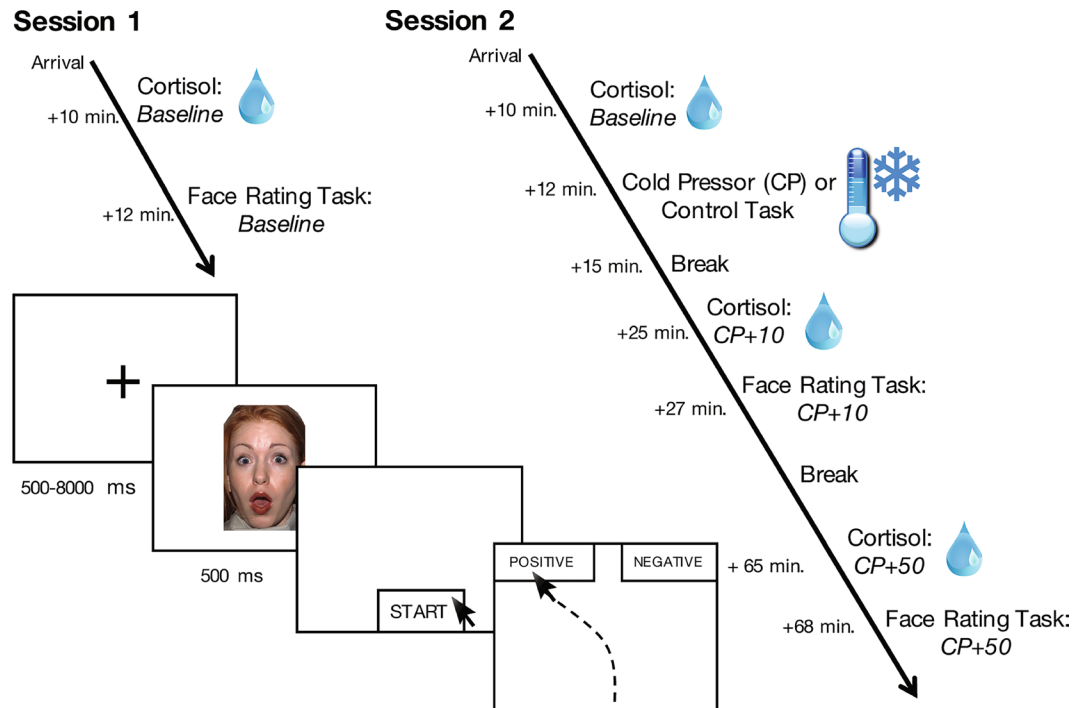 Session 1
Arrival
Cortisol:
Baseline
+10 min.
Face Rating Task:
Baseline
+12 min.
500-8000 ms
500 ms
START
POSITIVE
NEGATIVE
Session 2
Arrival
Cortisol:
Baseline
+10 min.
Cold Pressor (CP) or
Control Task
+12 min.
+15 min.
Break
Cortisol:
CP+10
+25 min.
Face Rating Task:
CP+10
+27 min.
Break
Cortisol:
CP+50
+ 65 min.
Face Rating Task:
CP+50
+68 min.